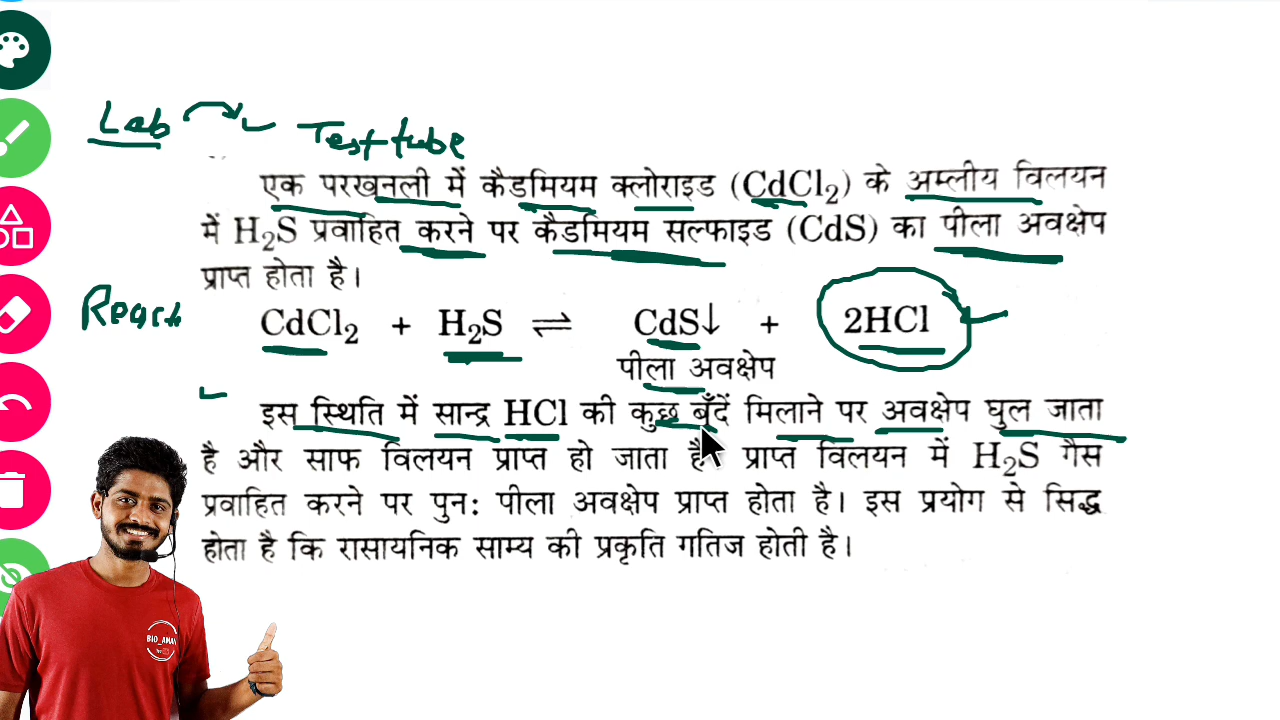 Lab
Test tube
एक परखनली में कैडमियम क्लोराइड (CdCl₂) के अम्लीय विलयन
में H₂S प्रवाहित करने पर कैडमियम सल्फाइड (CdS) का पीला अवक्षेप
प्राप्त होता है।
React
CdCl₂ + H₂S ⇌ CdS↓ + 2HCl
पीला अवक्षेप
इस स्थिति में सान्द्र HCl की कुछ बूँदें मिलाने पर अवक्षेप घुल जाता
है और साफ विलयन प्राप्त हो जाता है प्राप्त विलयन में H₂S गैस
प्रवाहित करने पर पुन: पीला अवक्षेप प्राप्त होता है। इस प्रयोग से सिद्ध
होता है कि रासायनिक साम्य की प्रकृति गतिज होती है।
BIO_AMAN